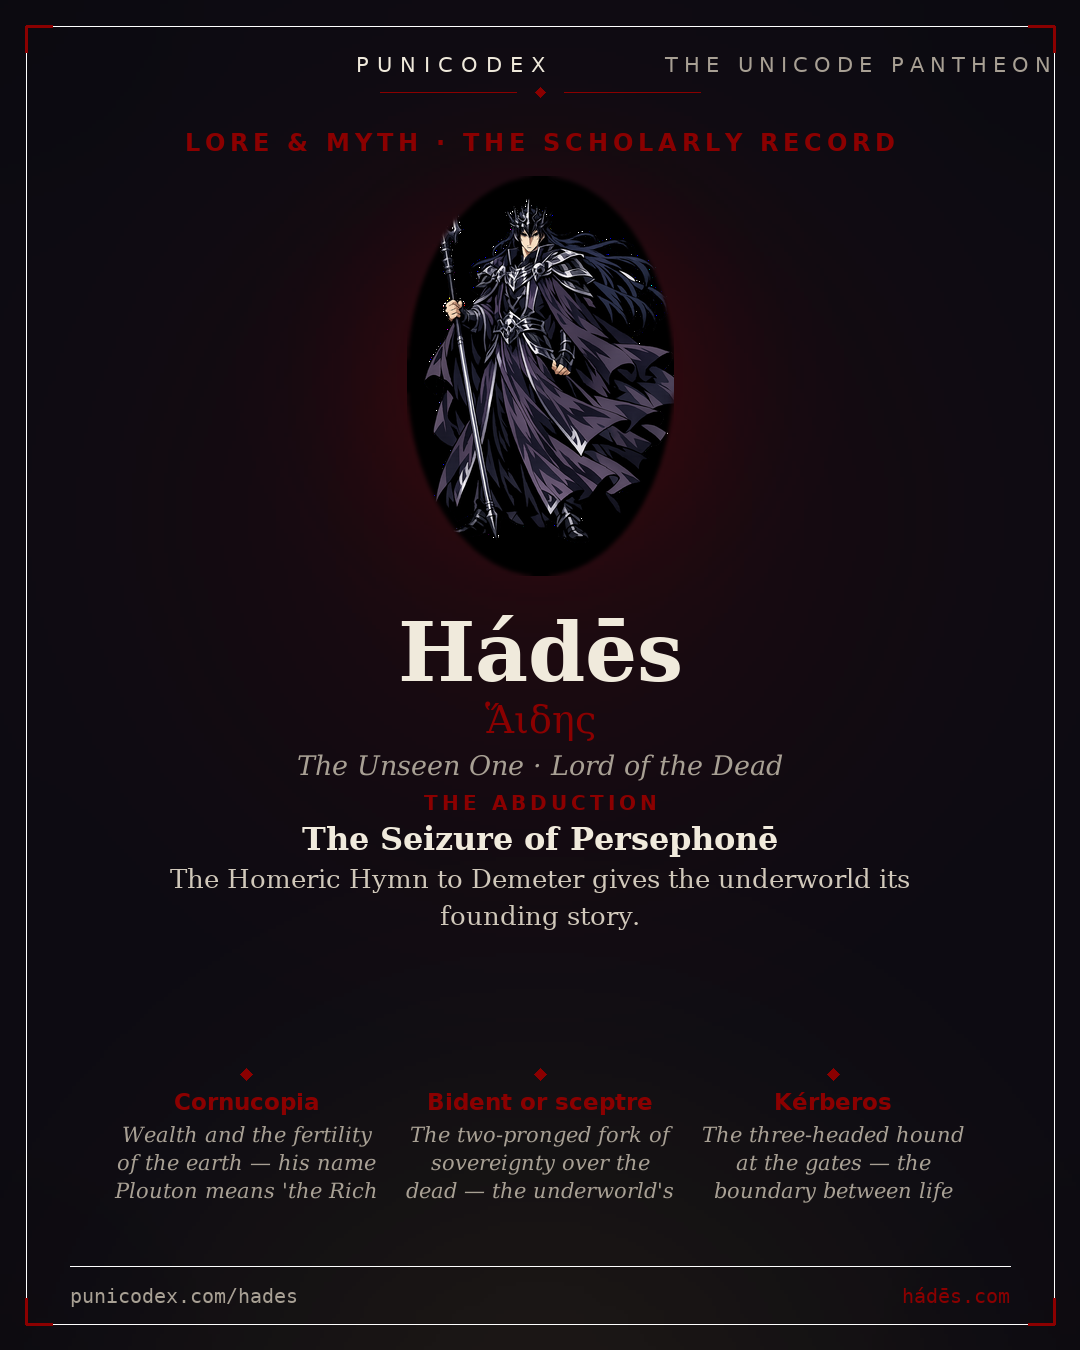 PUNICODEX THE UNICODE PANTHEON
LORE & MYTH · THE SCHOLARLY RECORD
Hádēs
Ἅιδης
The Unseen One · Lord of the Dead
THE ABDUCTION
The Seizure of Persephonē
The Homeric Hymn to Demeter gives the underworld its
founding story.
Cornucopia
Wealth and the fertility
of the earth — his name
Plouton means 'the Rich
Bident or sceptre
The two-pronged fork of
sovereignty over the
dead — the underworld's
Kérberos
The three-headed hound
at the gates — the
boundary between life
punicodex.com/hades
hádēs.com